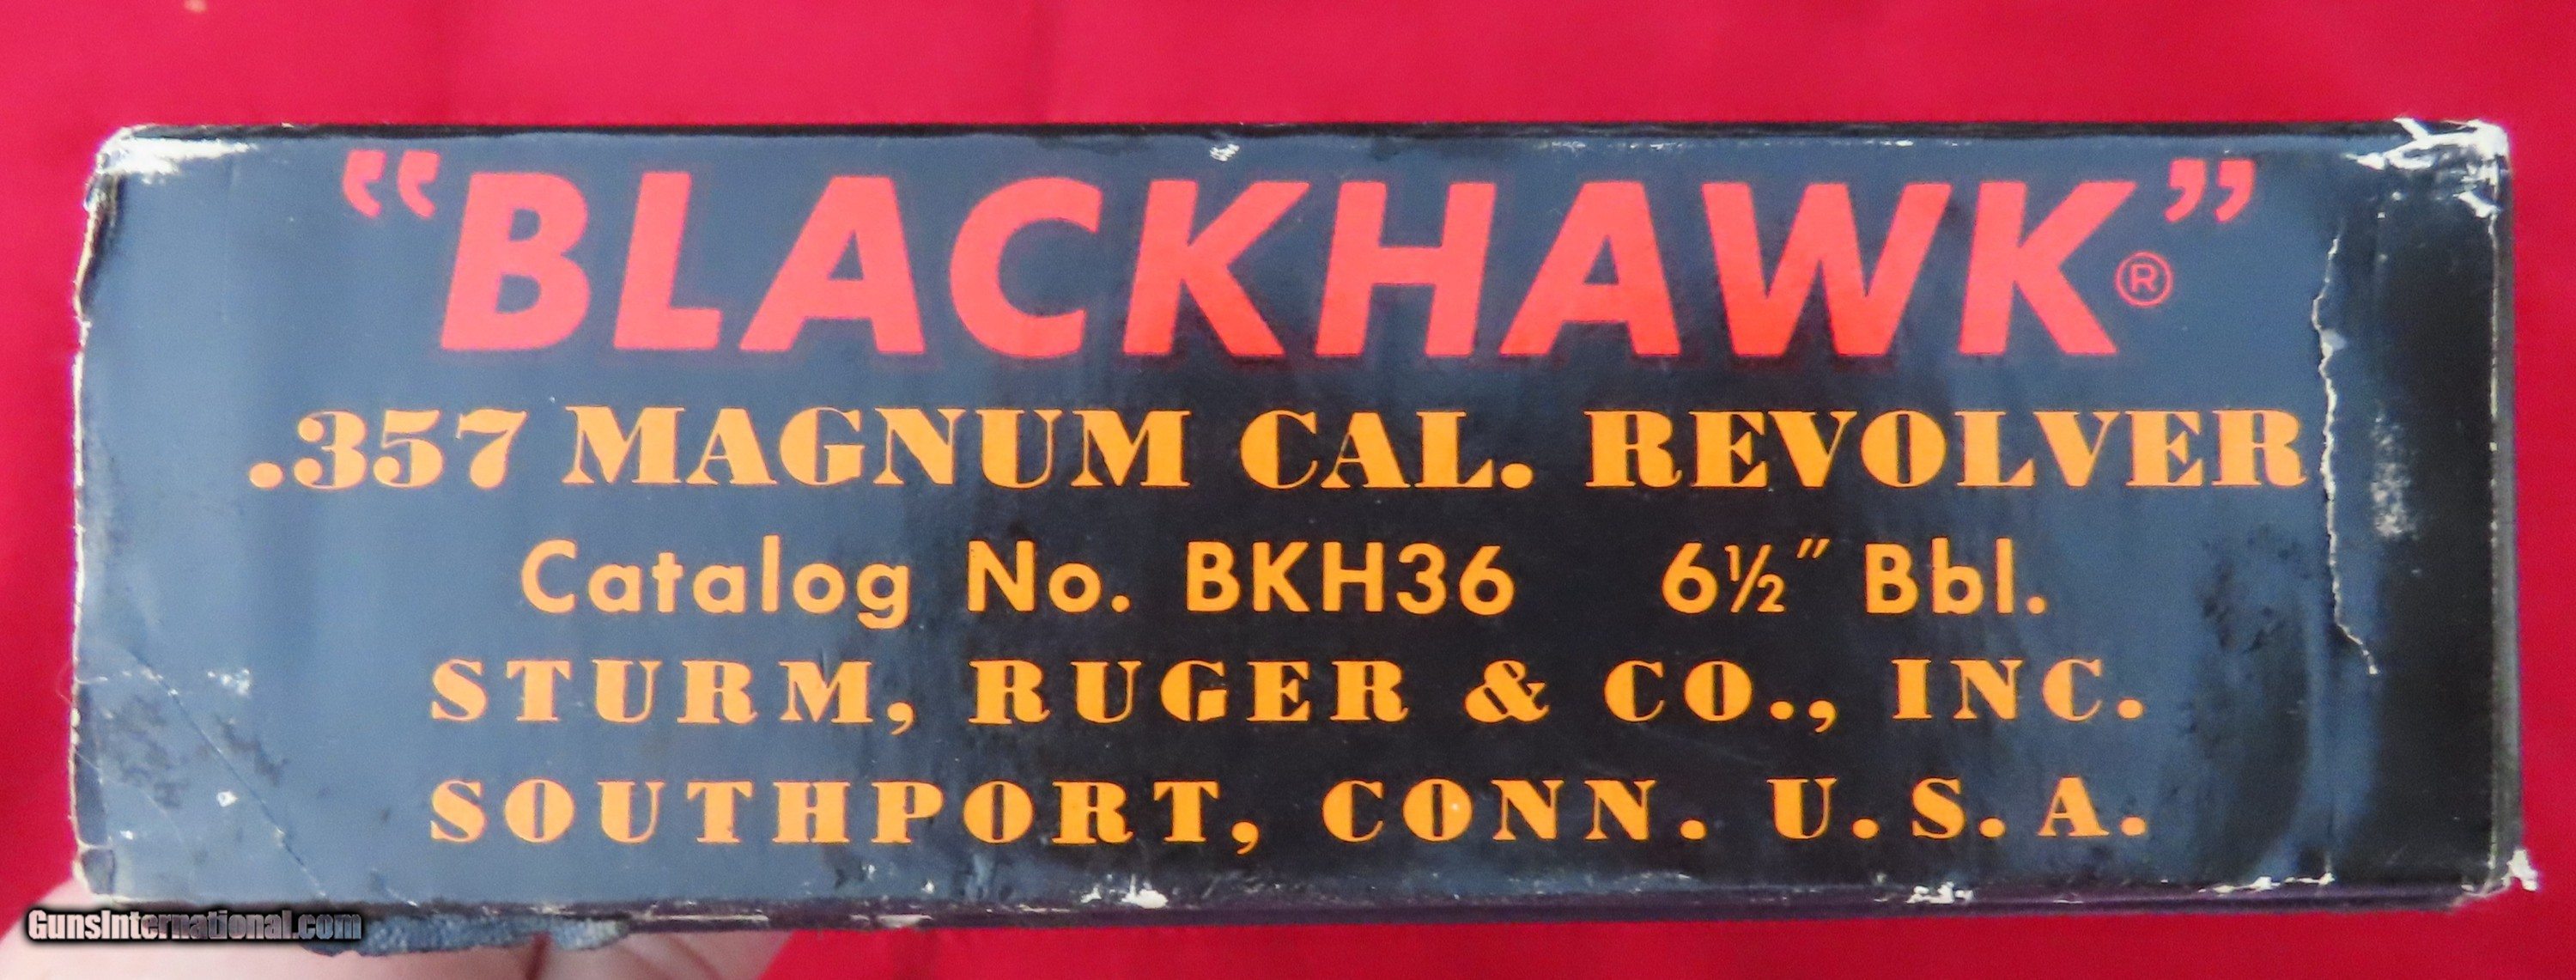 “BLACKHAWK®”
.357 MAGNUM CAL. REVOLVER
Catalog No. BKH36 6½″ Bbl.
STURM, RUGER & CO., INC.
SOUTHPORT, CONN. U.S.A.
GunsInternational.com